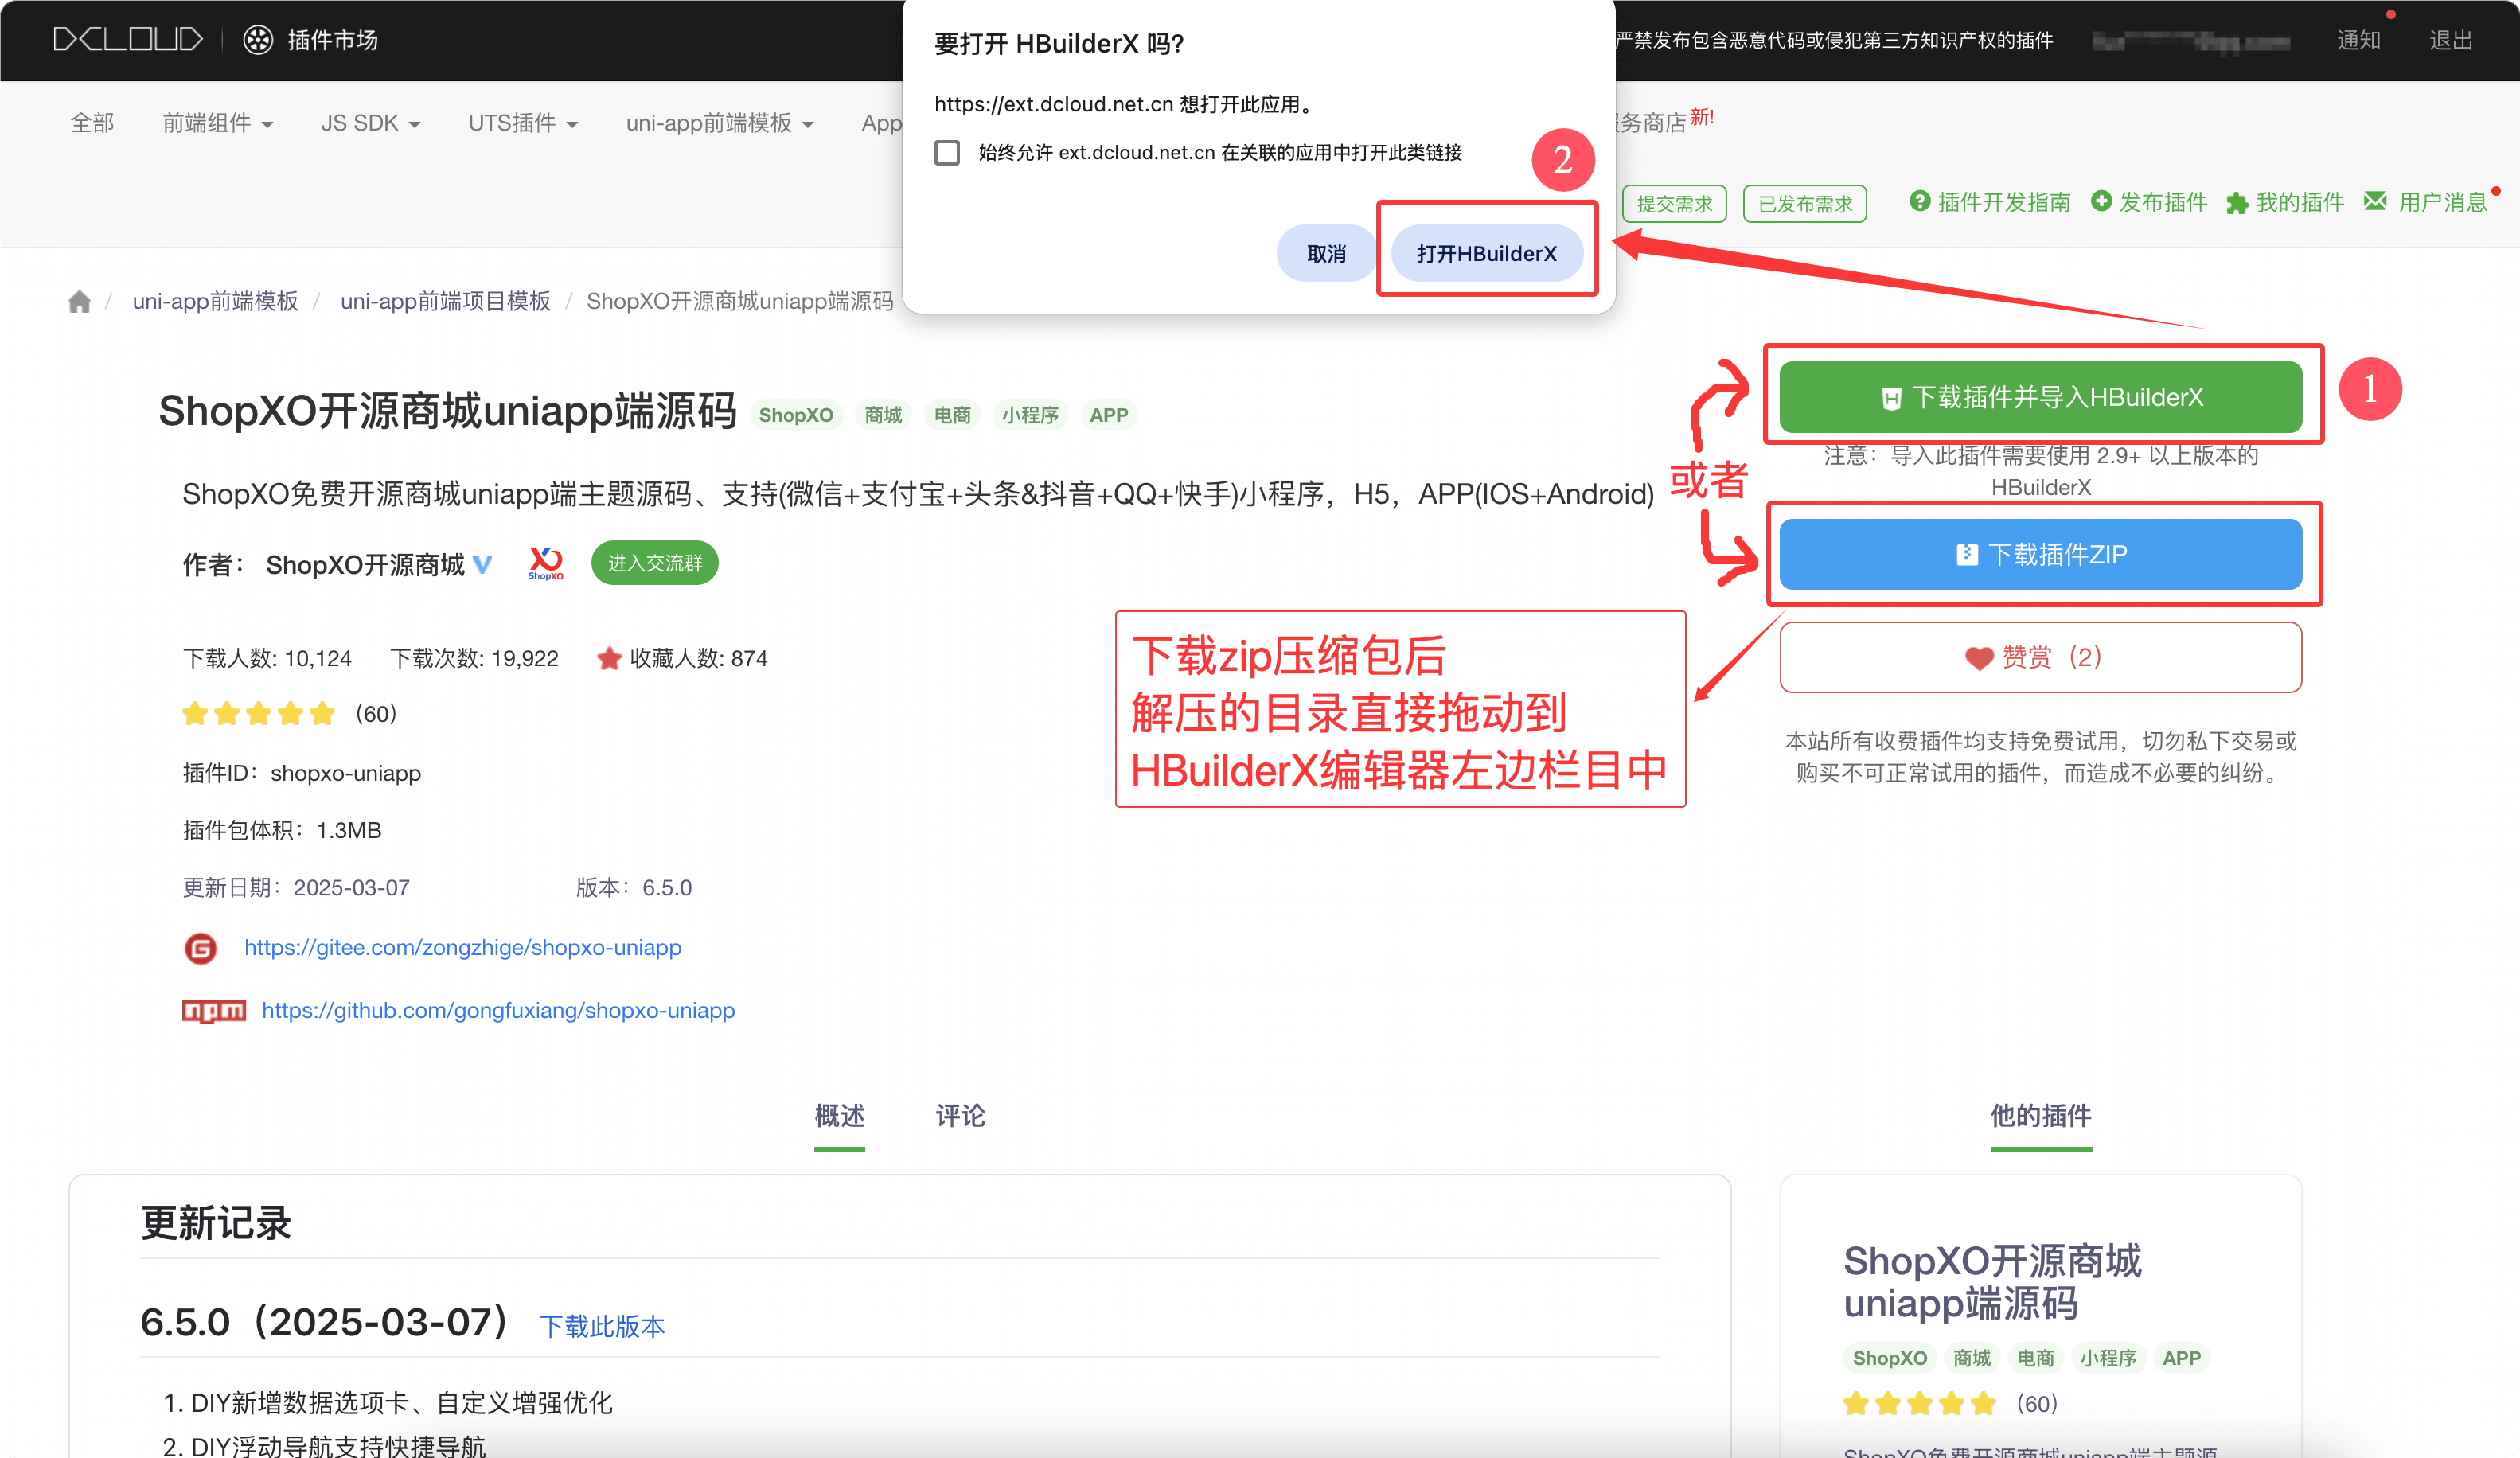 DCLOUD 插件市场
严禁发布包含恶意代码或侵犯第三方知识产权的插件
通知 退出
要打开 HBuilderX 吗?
https://ext.dcloud.net.cn 想打开此应用。
始终允许 ext.dcloud.net.cn 在关联的应用中打开此类链接
2
取消 打开HBuilderX
全部 前端组件 JS SDK UTS插件 uni-app前端模板 App
务商店 新!
提交需求 已发布需求 插件开发指南 发布插件 我的插件 用户消息
/ uni-app前端模板 / uni-app前端项目模板 / ShopXO开源商城uniapp端源码
ShopXO开源商城uniapp端源码 ShopXO 商城 电商 小程序 APP
下载插件并导入HBuilderX
1
注意：导入此插件需要使用 2.9+ 以上版本的
HBuilderX
或者
ShopXO免费开源商城uniapp端主题源码、支持(微信+支付宝+头条&抖音+QQ+快手)小程序，H5，APP(IOS+Android)
下载插件ZIP
作者： ShopXO开源商城 ShopXO 进入交流群
下载zip压缩包后
解压的目录直接拖动到
HBuilderX编辑器左边栏目中
赞赏（2）
下载人数: 10,124 下载次数: 19,922 收藏人数: 874
（60）
本站所有收费插件均支持免费试用，切勿私下交易或
购买不可正常试用的插件，而造成不必要的纠纷。
插件ID：shopxo-uniapp
插件包体积：1.3MB
更新日期：2025-03-07 版本：6.5.0
https://gitee.com/zongzhige/shopxo-uniapp
npm https://github.com/gongfuxiang/shopxo-uniapp
概述 评论
他的插件
更新记录
6.5.0（2025-03-07） 下载此版本
1. DIY新增数据选项卡、自定义增强优化
2. DIY浮动导航支持快捷导航
ShopXO开源商城
uniapp端源码
ShopXO 商城 电商 小程序 APP
（60）
ShopXO免费开源商城uniapp端主题源